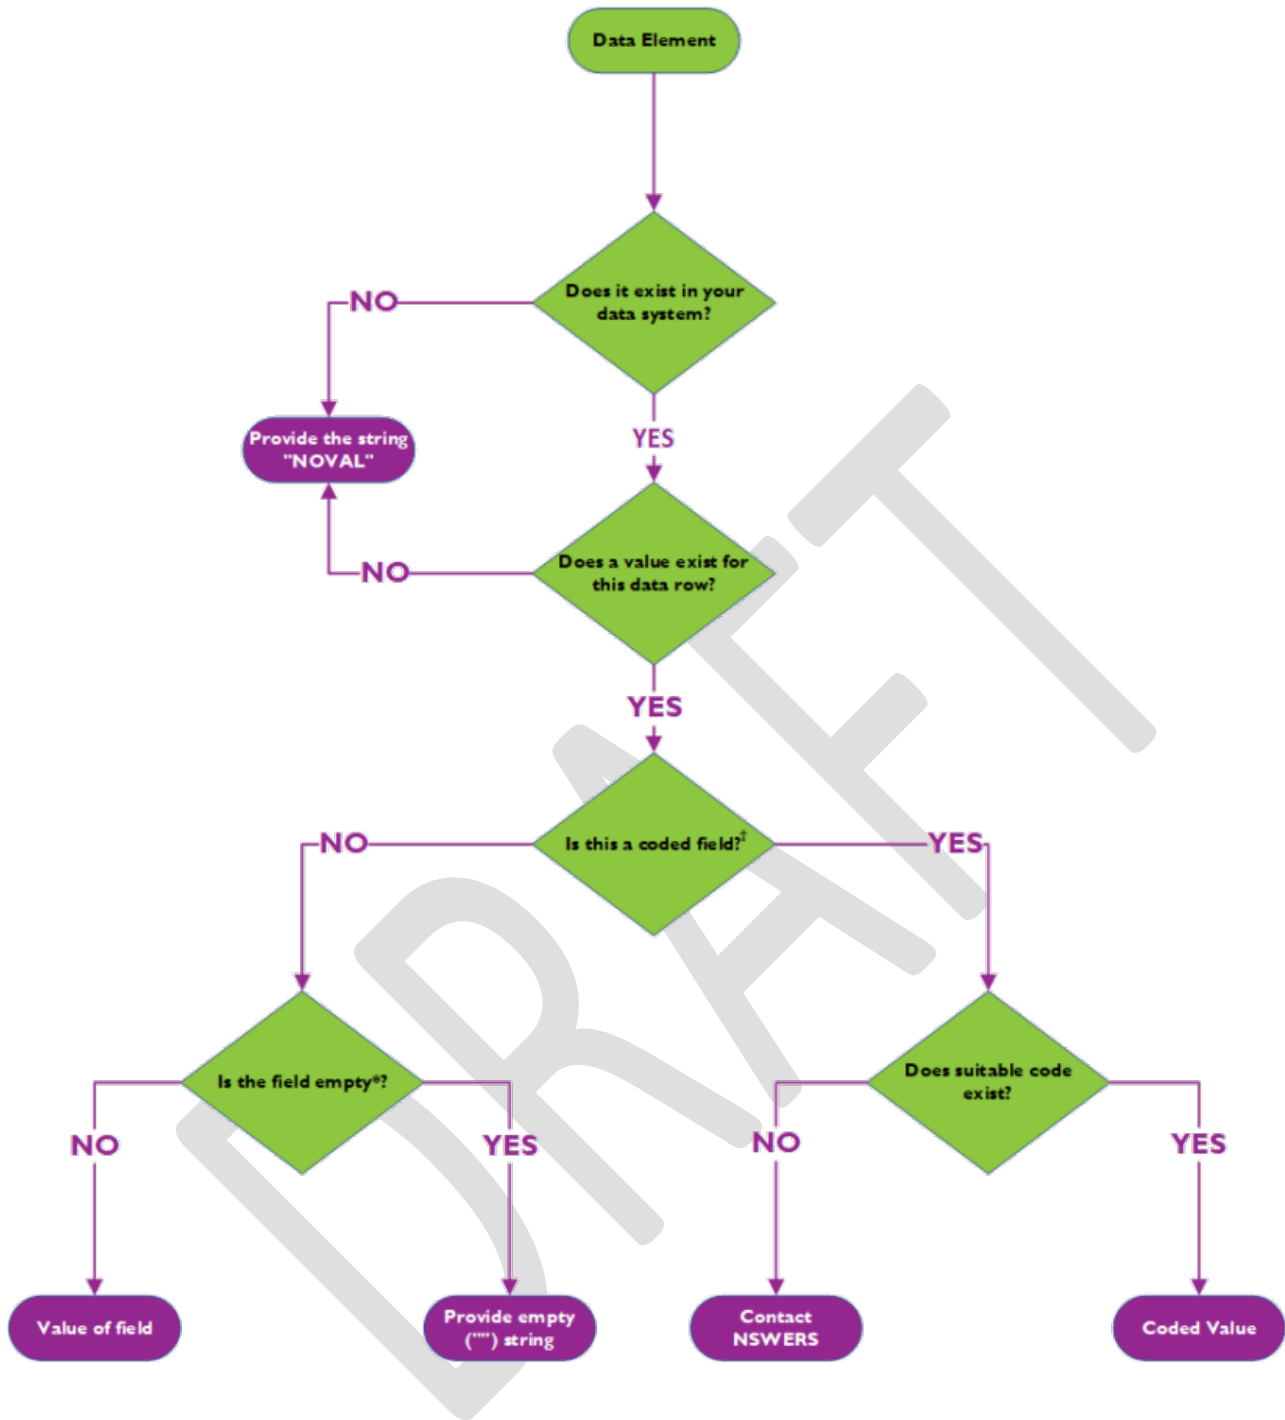 Data Element
Does it exist in your
data system?
NO
YES
Provide the string
"NOVAL"
Does a value exist for
this data row?
NO
YES
Is this a coded field?‡
NO
YES
Is the field empty*?
Does suitable code
exist?
NO
YES
NO
YES
Value of field
Provide empty
("") string
Contact
NSWERS
Coded Value
DRAFT